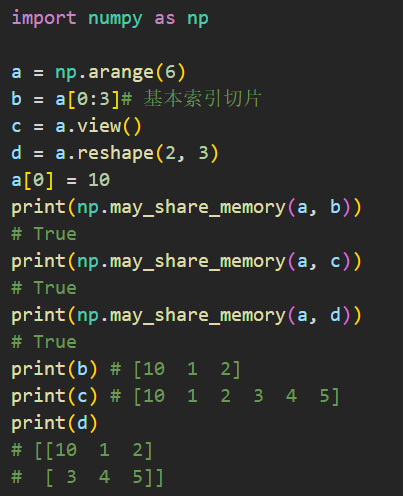 import numpy as np

a = np.arange(6)
b = a[0:3]# 基本索引切片
c = a.view()
d = a.reshape(2, 3)
a[0] = 10
print(np.may_share_memory(a, b))
# True
print(np.may_share_memory(a, c))
# True
print(np.may_share_memory(a, d))
# True
print(b) # [10  1  2]
print(c) # [10  1  2  3  4  5]
print(d)
# [[10  1  2]
#  [ 3  4  5]]